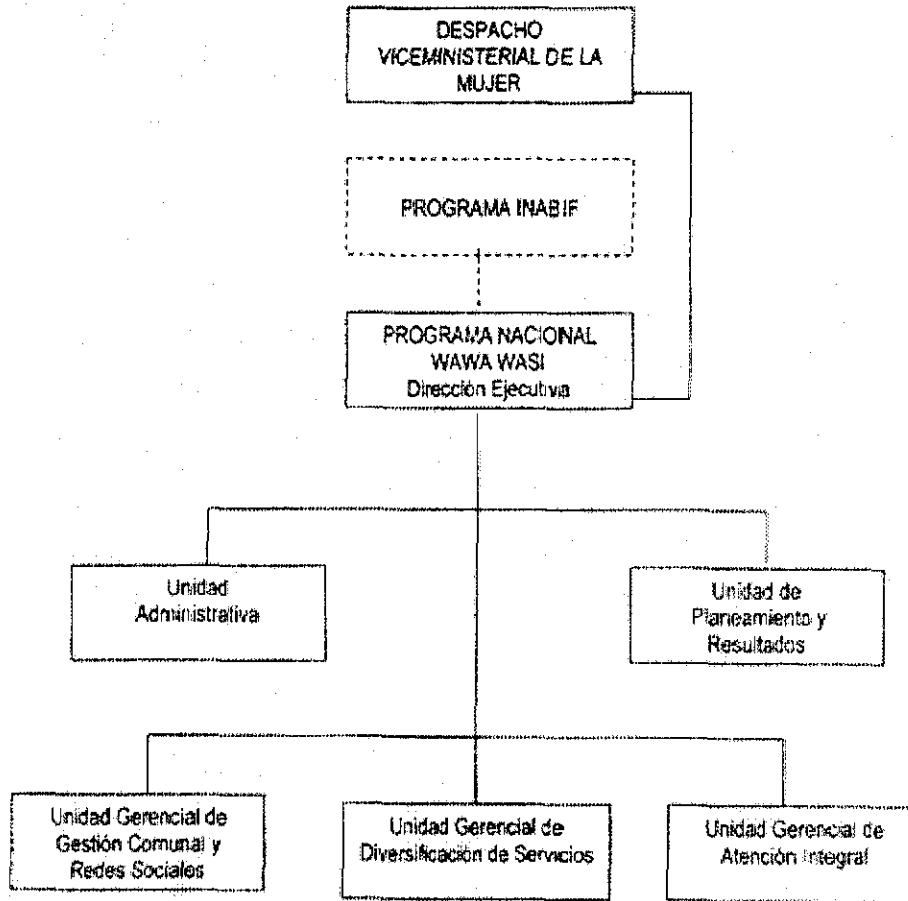 DESPACHO
VICEMINISTERIAL DE LA
MUJER
PROGRAMA INABIF
PROGRAMA NACIONAL
WAWA WASI
Dirección Ejecutiva
Unidad
Administrativa
Unidad de
Planeamiento y
Resultados
Unidad Gerencial de
Gestión Comunal y
Redes Sociales
Unidad Gerencial de
Diversificación de Servicios
Unidad Gerencial de
Atención Integral